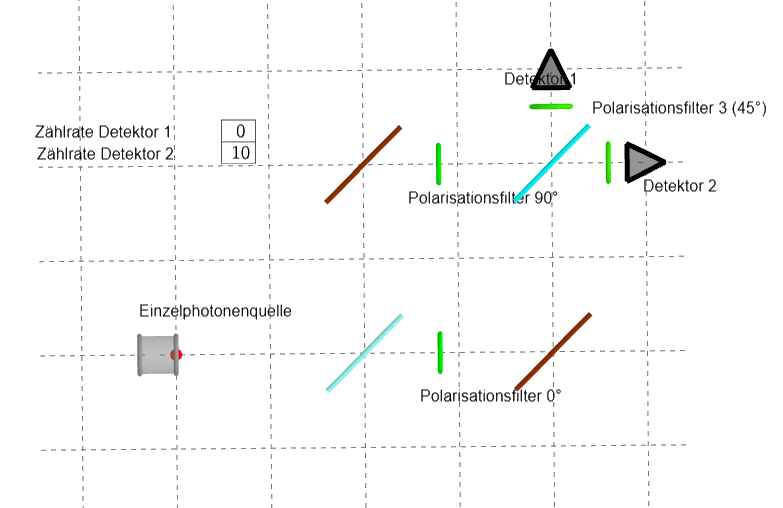 Detektor 1
Polarisationsfilter 3 (45°)
Zählrate Detektor 1 0
Zählrate Detektor 2 10
Detektor 2
Polarisationsfilter 90°
Einzelphotonenquelle
Polarisationsfilter 0°